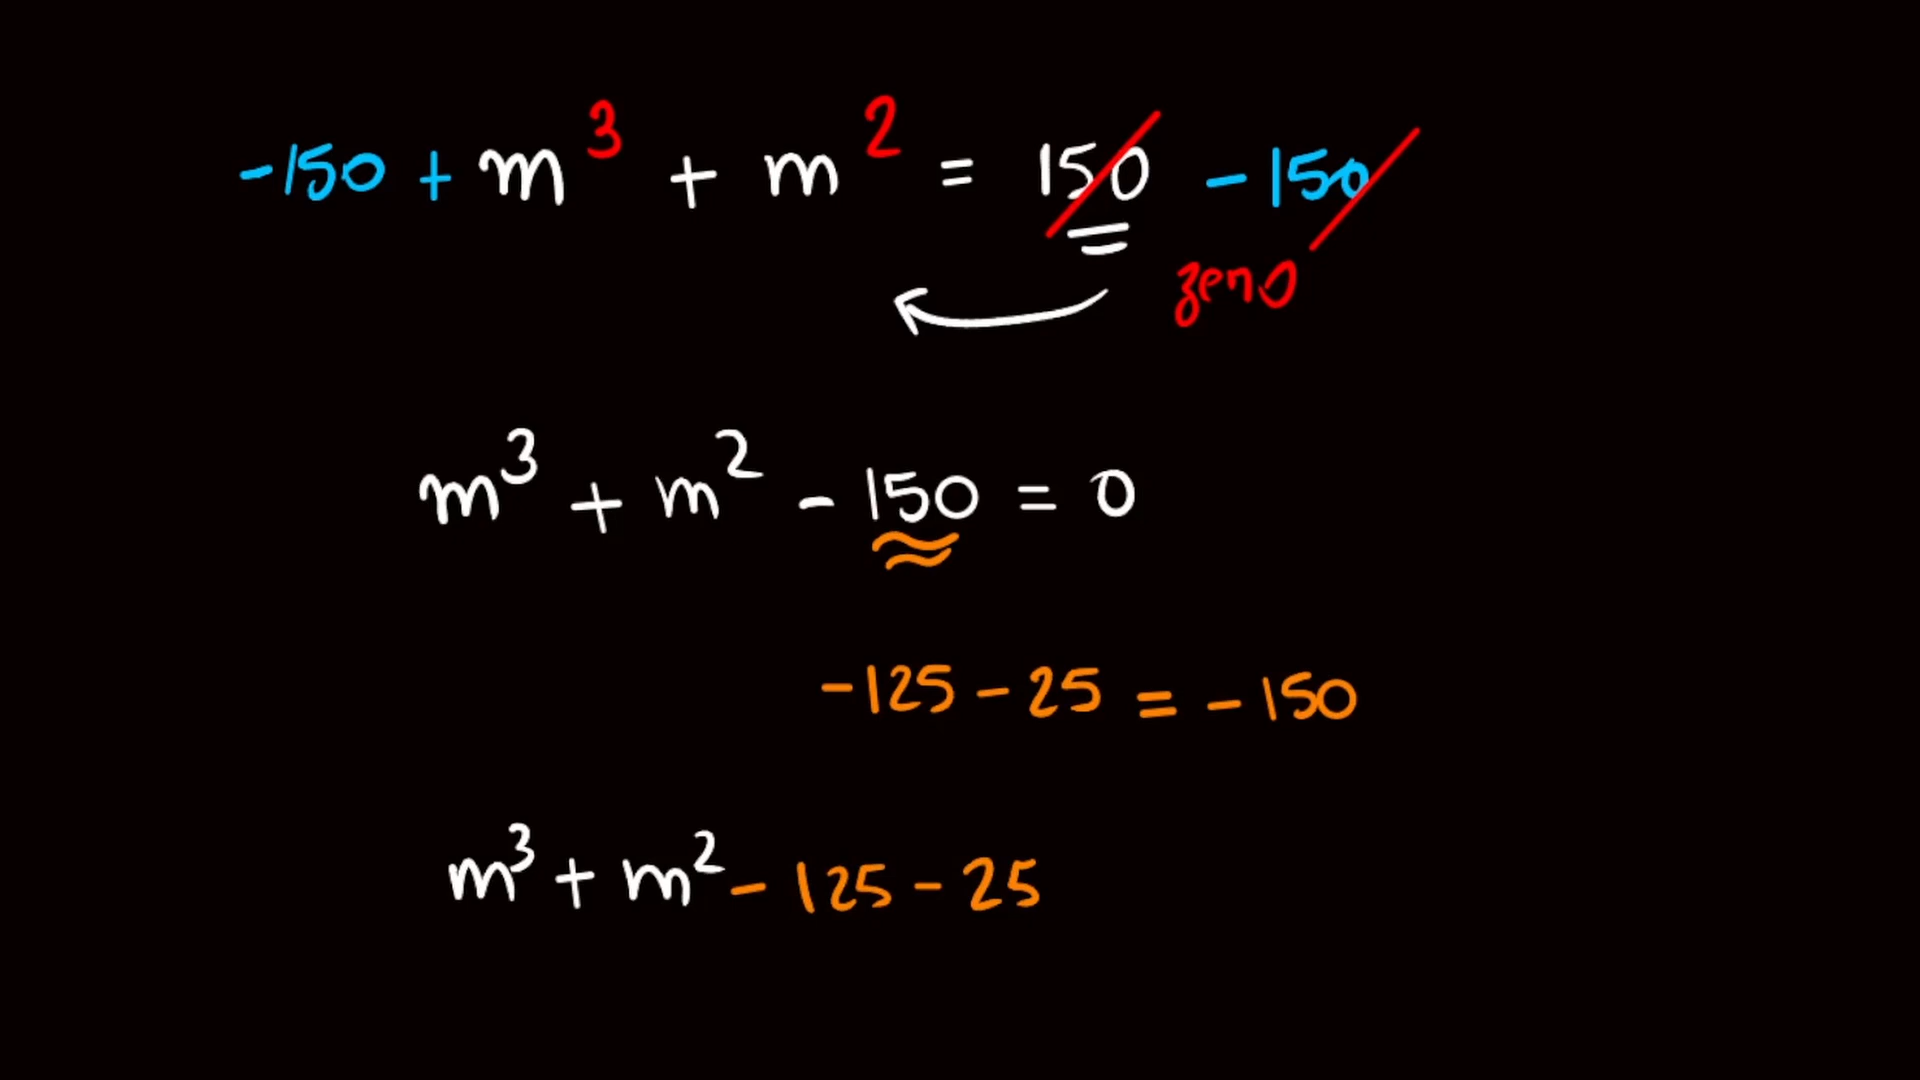 -150 + m³ + m² = 150 - 150
zero
m³ + m² - 150 = 0
-125 - 25 = - 150
m³ + m² - 125 - 25